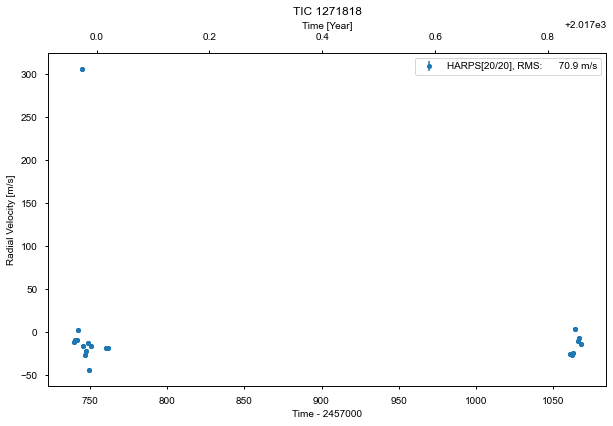 TIC 1271818
Time [Year]
+2.017e3
0.0 0.2 0.4 0.6 0.8
HARPS[20/20], RMS: 70.9 m/s
300
250
200
150
100
50
0
−50
Radial Velocity [m/s]
750 800 850 900 950 1000 1050
Time - 2457000